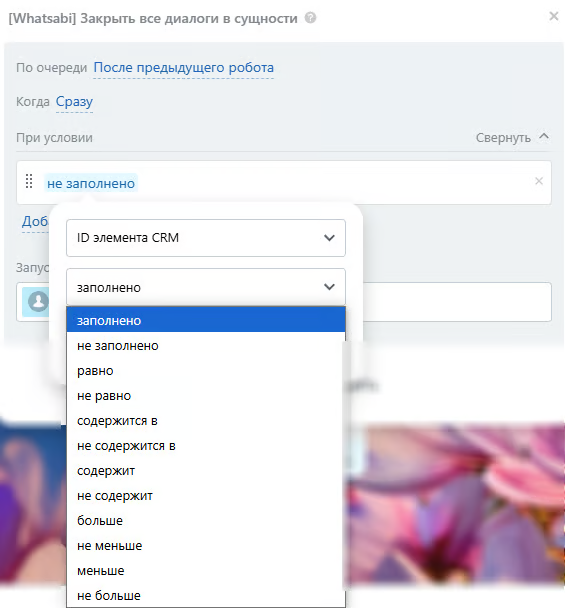 [Whatsabi] Закрыть все диалоги в сущности
По очереди После предыдущего робота
Когда Сразу
При условии Свернуть
не заполнено
ID элемента CRM
заполнено
заполнено
не заполнено
равно
не равно
содержится в
не содержится в
содержит
не содержит
больше
не меньше
меньше
не больше